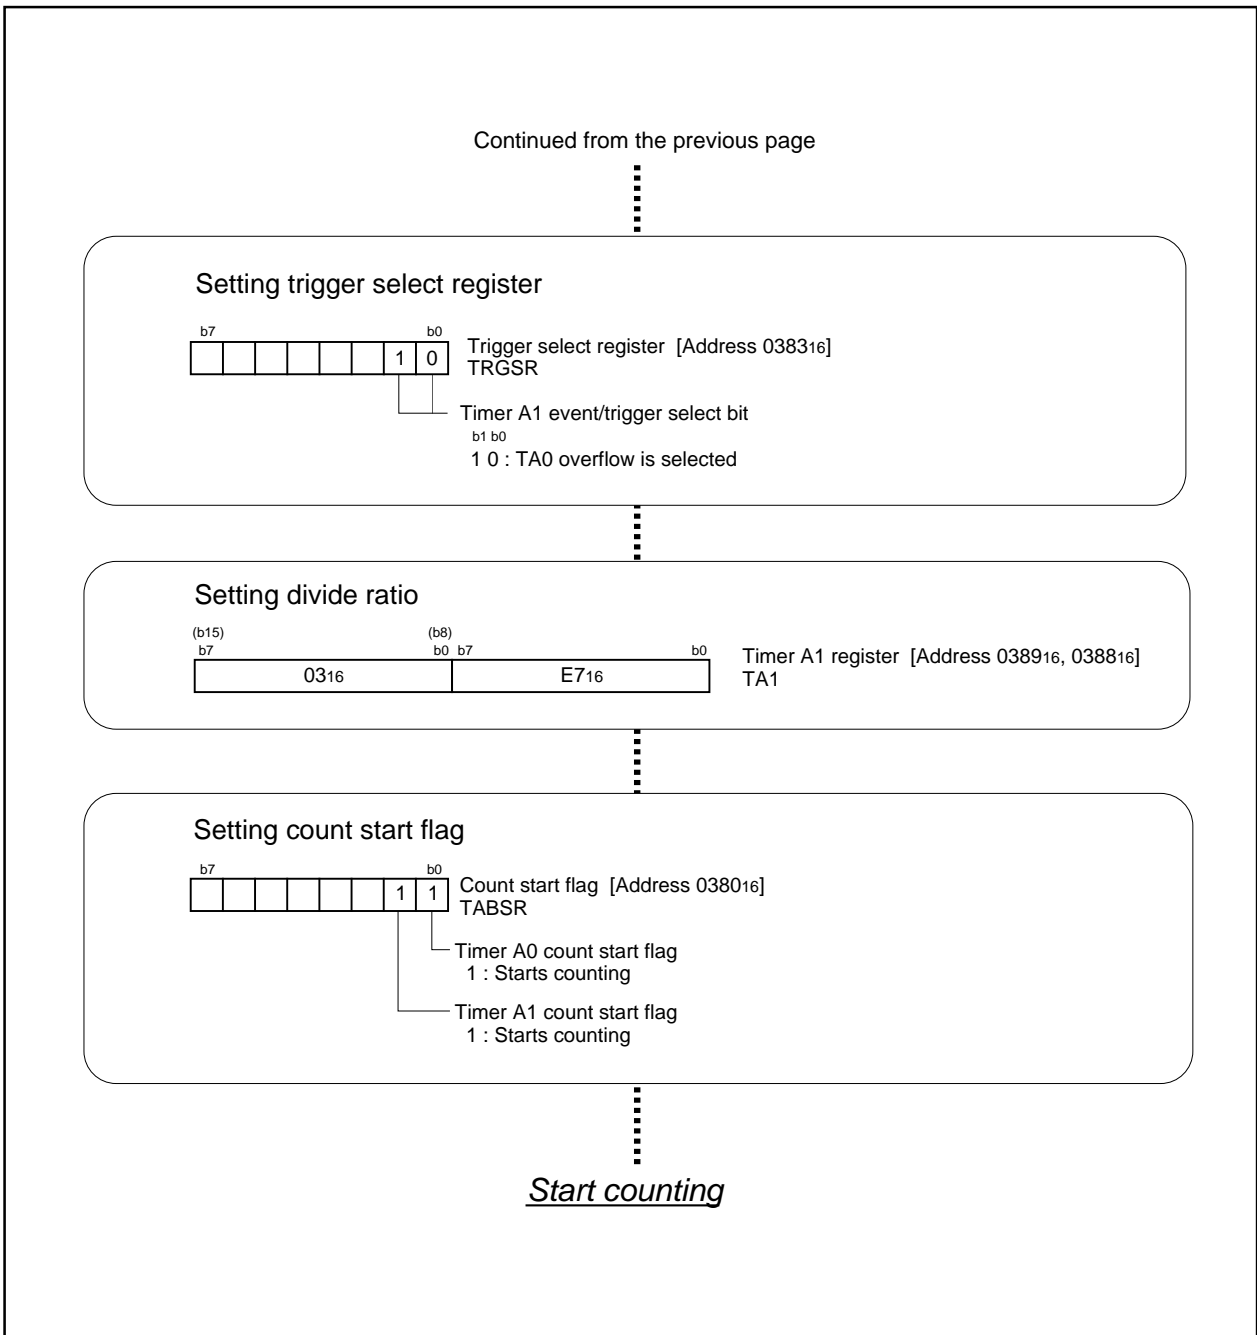 Continued from the previous page
Setting trigger select register
b7 b0
1 0
Trigger select register [Address 038316]
TRGSR
Timer A1 event/trigger select bit
b1 b0
1 0 : TA0 overflow is selected
Setting divide ratio
(b15) (b8)
b7 b0 b7 b0
0316 E716
Timer A1 register [Address 038916, 038816]
TA1
Setting count start flag
b7 b0
1 1
Count start flag [Address 038016]
TABSR
Timer A0 count start flag
1 : Starts counting
Timer A1 count start flag
1 : Starts counting
Start counting